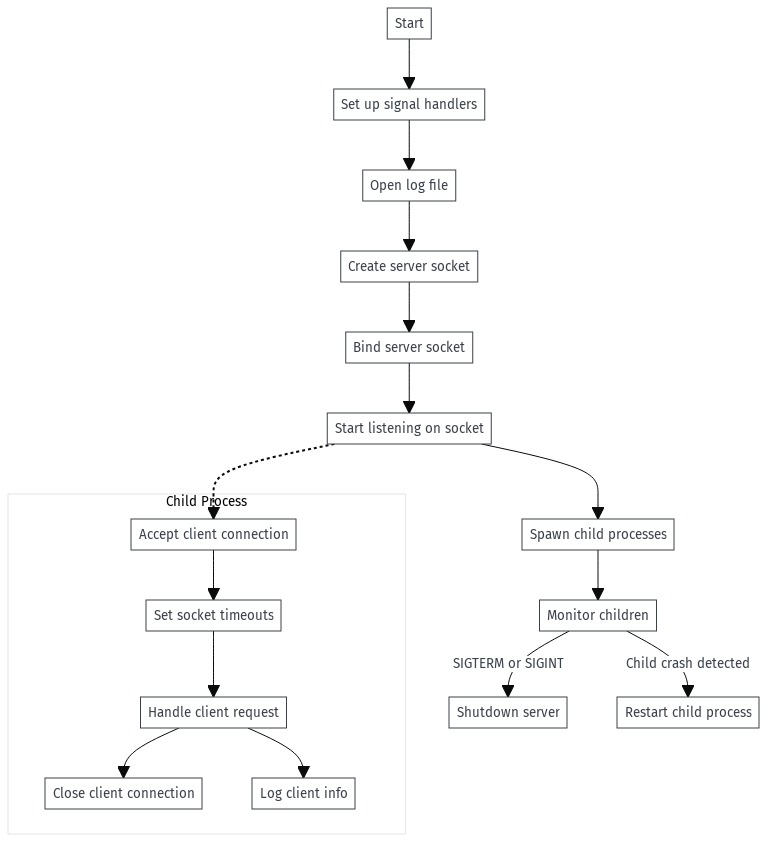 Start
Set up signal handlers
Open log file
Create server socket
Bind server socket
Start listening on socket
Child Process
Accept client connection
Spawn child processes
Set socket timeouts
Monitor children
SIGTERM or SIGINT
Child crash detected
Handle client request
Shutdown server
Restart child process
Close client connection
Log client info